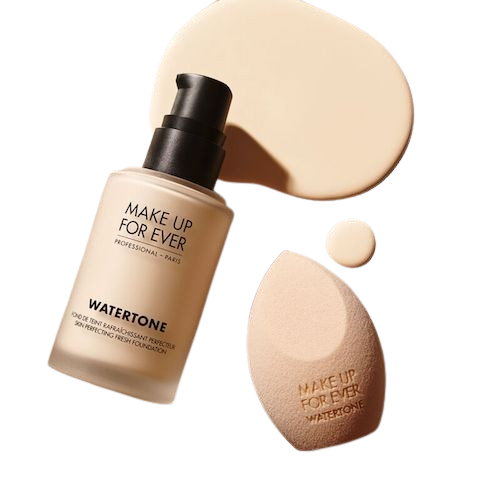 MAKE UP
FOR EVER
PROFESSIONAL - PARIS
WATERTONE
FOND DE TEINT RAFRAÎCHISSANT PERFECTEUR
SKIN PERFECTING FRESH FOUNDATION
MAKE UP
FOR EVER
WATERTONE